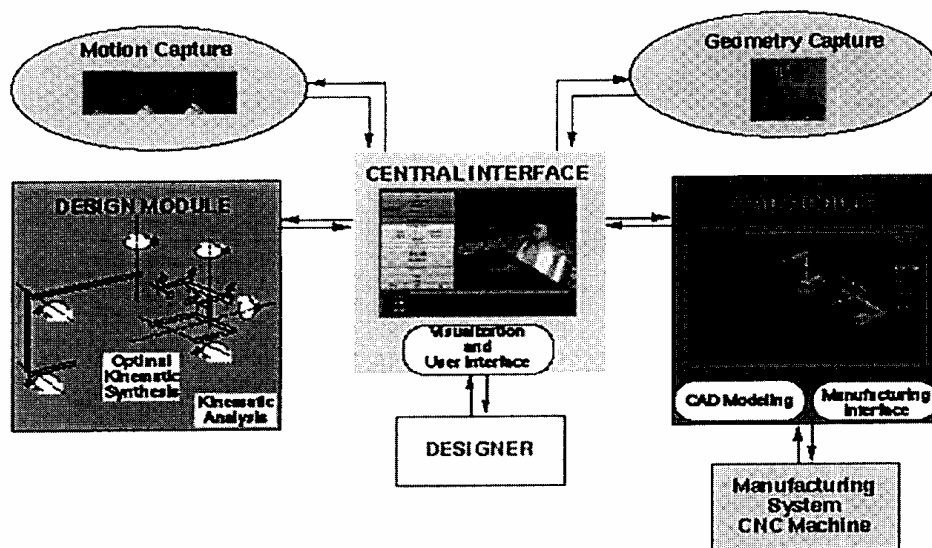 Motion Capture
Geometry Capture
CENTRAL INTERFACE
DESIGN MODULE
Visualization
and
User Interface
Optimal
Kinematic
Synthesis
Kinematic
Analysis
CAD Modeling
Manufacturing
Interface
DESIGNER
Manufacturing
System
CNC Machine